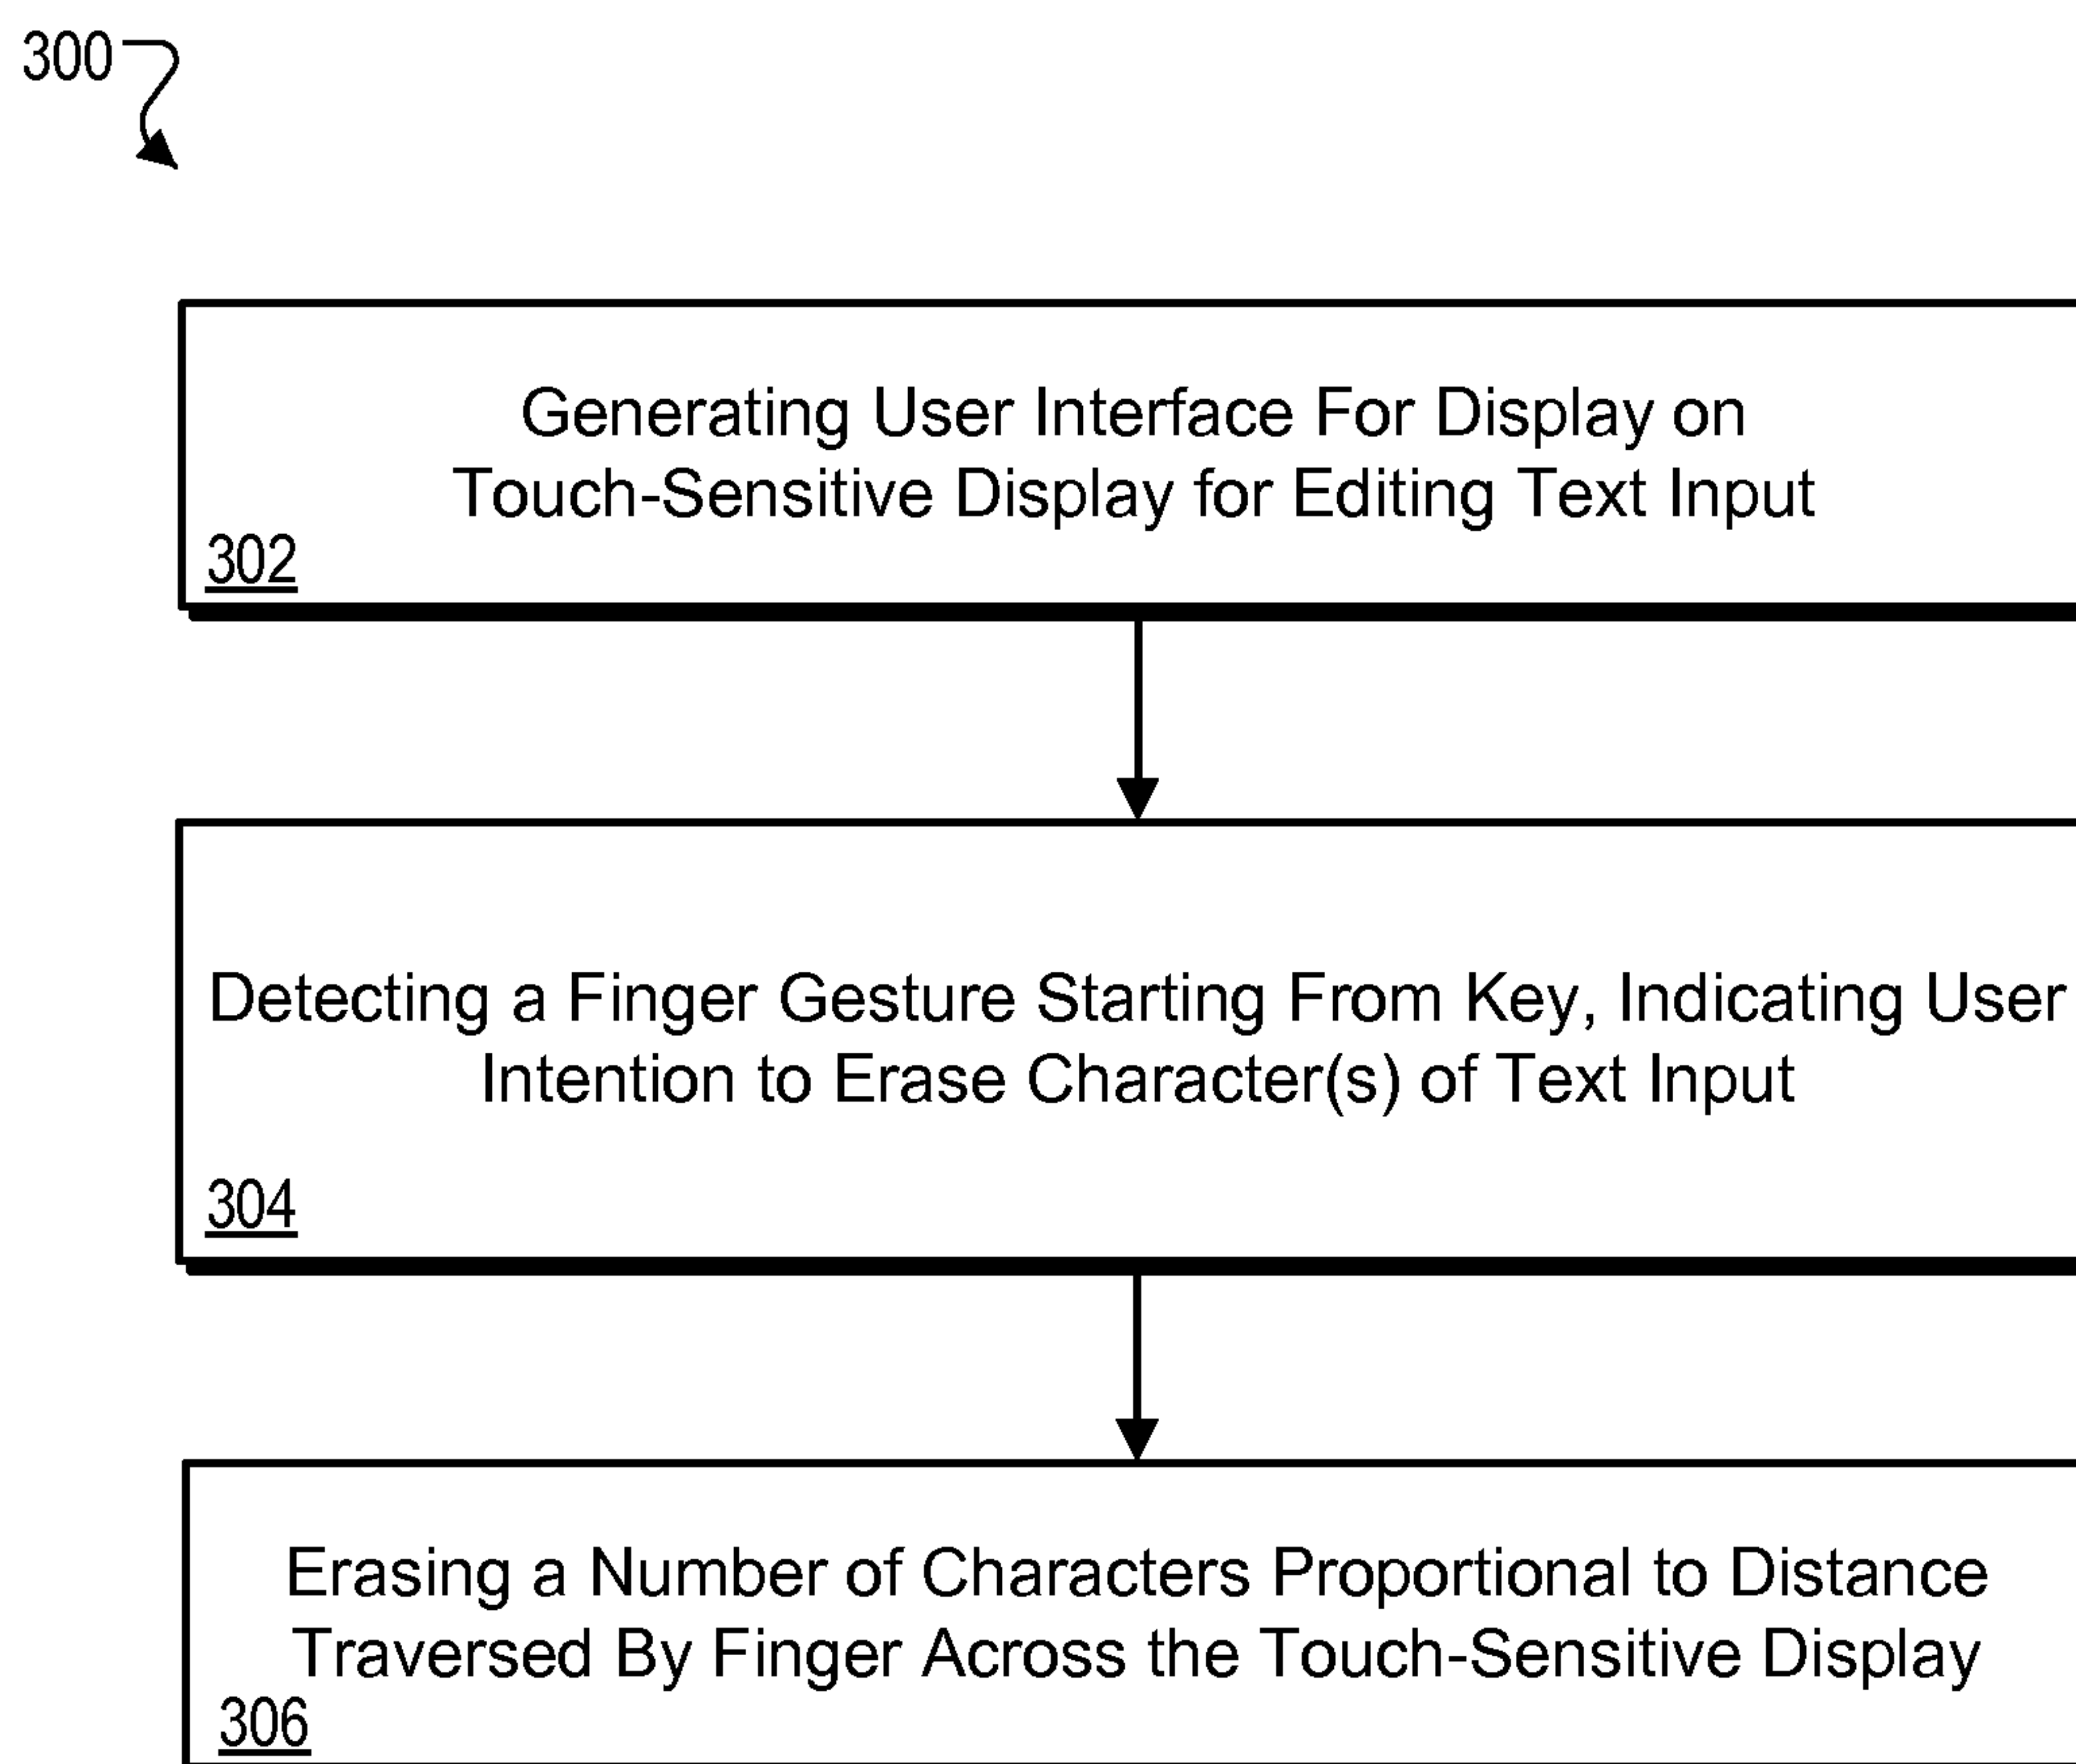 300
Generating User Interface For Display on
Touch-Sensitive Display for Editing Text Input
302
Detecting a Finger Gesture Starting From Key, Indicating User
Intention to Erase Character(s) of Text Input
304
Erasing a Number of Characters Proportional to Distance
Traversed By Finger Across the Touch-Sensitive Display
306